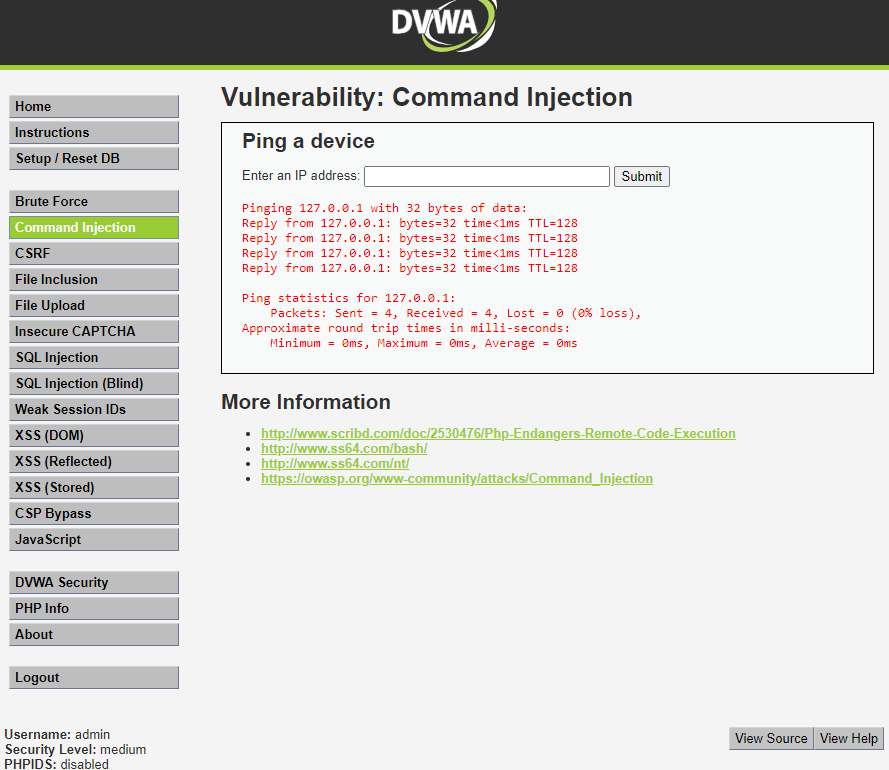 DVWA
Home
Instructions
Setup / Reset DB
Brute Force
Command Injection
CSRF
File Inclusion
File Upload
Insecure CAPTCHA
SQL Injection
SQL Injection (Blind)
Weak Session IDs
XSS (DOM)
XSS (Reflected)
XSS (Stored)
CSP Bypass
JavaScript
DVWA Security
PHP Info
About
Logout
Vulnerability: Command Injection
Ping a device
Enter an IP address: Submit
Pinging 127.0.0.1 with 32 bytes of data:
Reply from 127.0.0.1: bytes=32 time<1ms TTL=128
Reply from 127.0.0.1: bytes=32 time<1ms TTL=128
Reply from 127.0.0.1: bytes=32 time<1ms TTL=128
Reply from 127.0.0.1: bytes=32 time<1ms TTL=128
Ping statistics for 127.0.0.1:
Packets: Sent = 4, Received = 4, Lost = 0 (0% loss),
Approximate round trip times in milli-seconds:
Minimum = 0ms, Maximum = 0ms, Average = 0ms
More Information
http://www.scribd.com/doc/2530476/Php-Endangers-Remote-Code-Execution
http://www.ss64.com/bash/
http://www.ss64.com/nt/
https://owasp.org/www-community/attacks/Command_Injection
Username: admin
Security Level: medium
PHPIDS: disabled
View Source View Help